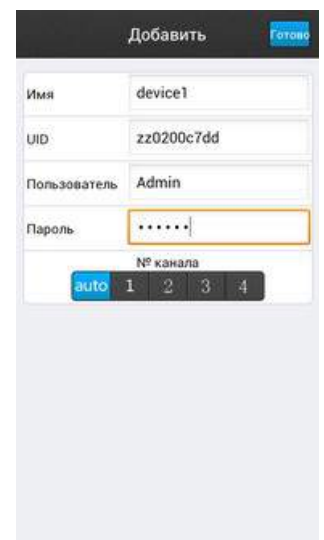 Добавить Готово
Имя device1
UID zz0200c7dd
Пользователь Admin
Пароль ••••••
№ канала
auto 1 2 3 4